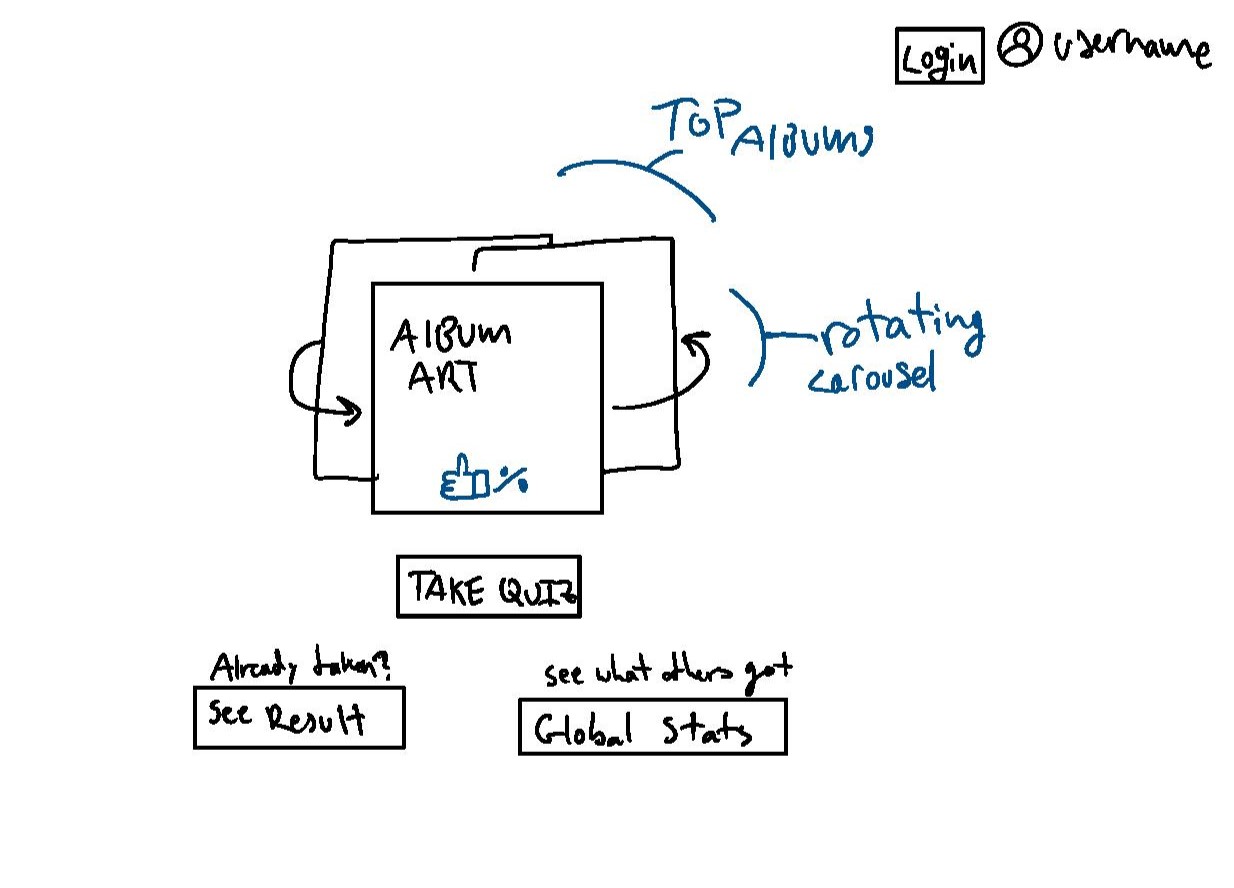 Login username
TOP
Albums
Album
ART
rotating
carousel
%
TAKE QUIZ
Already taken?
See Result
see what others got
Global Stats